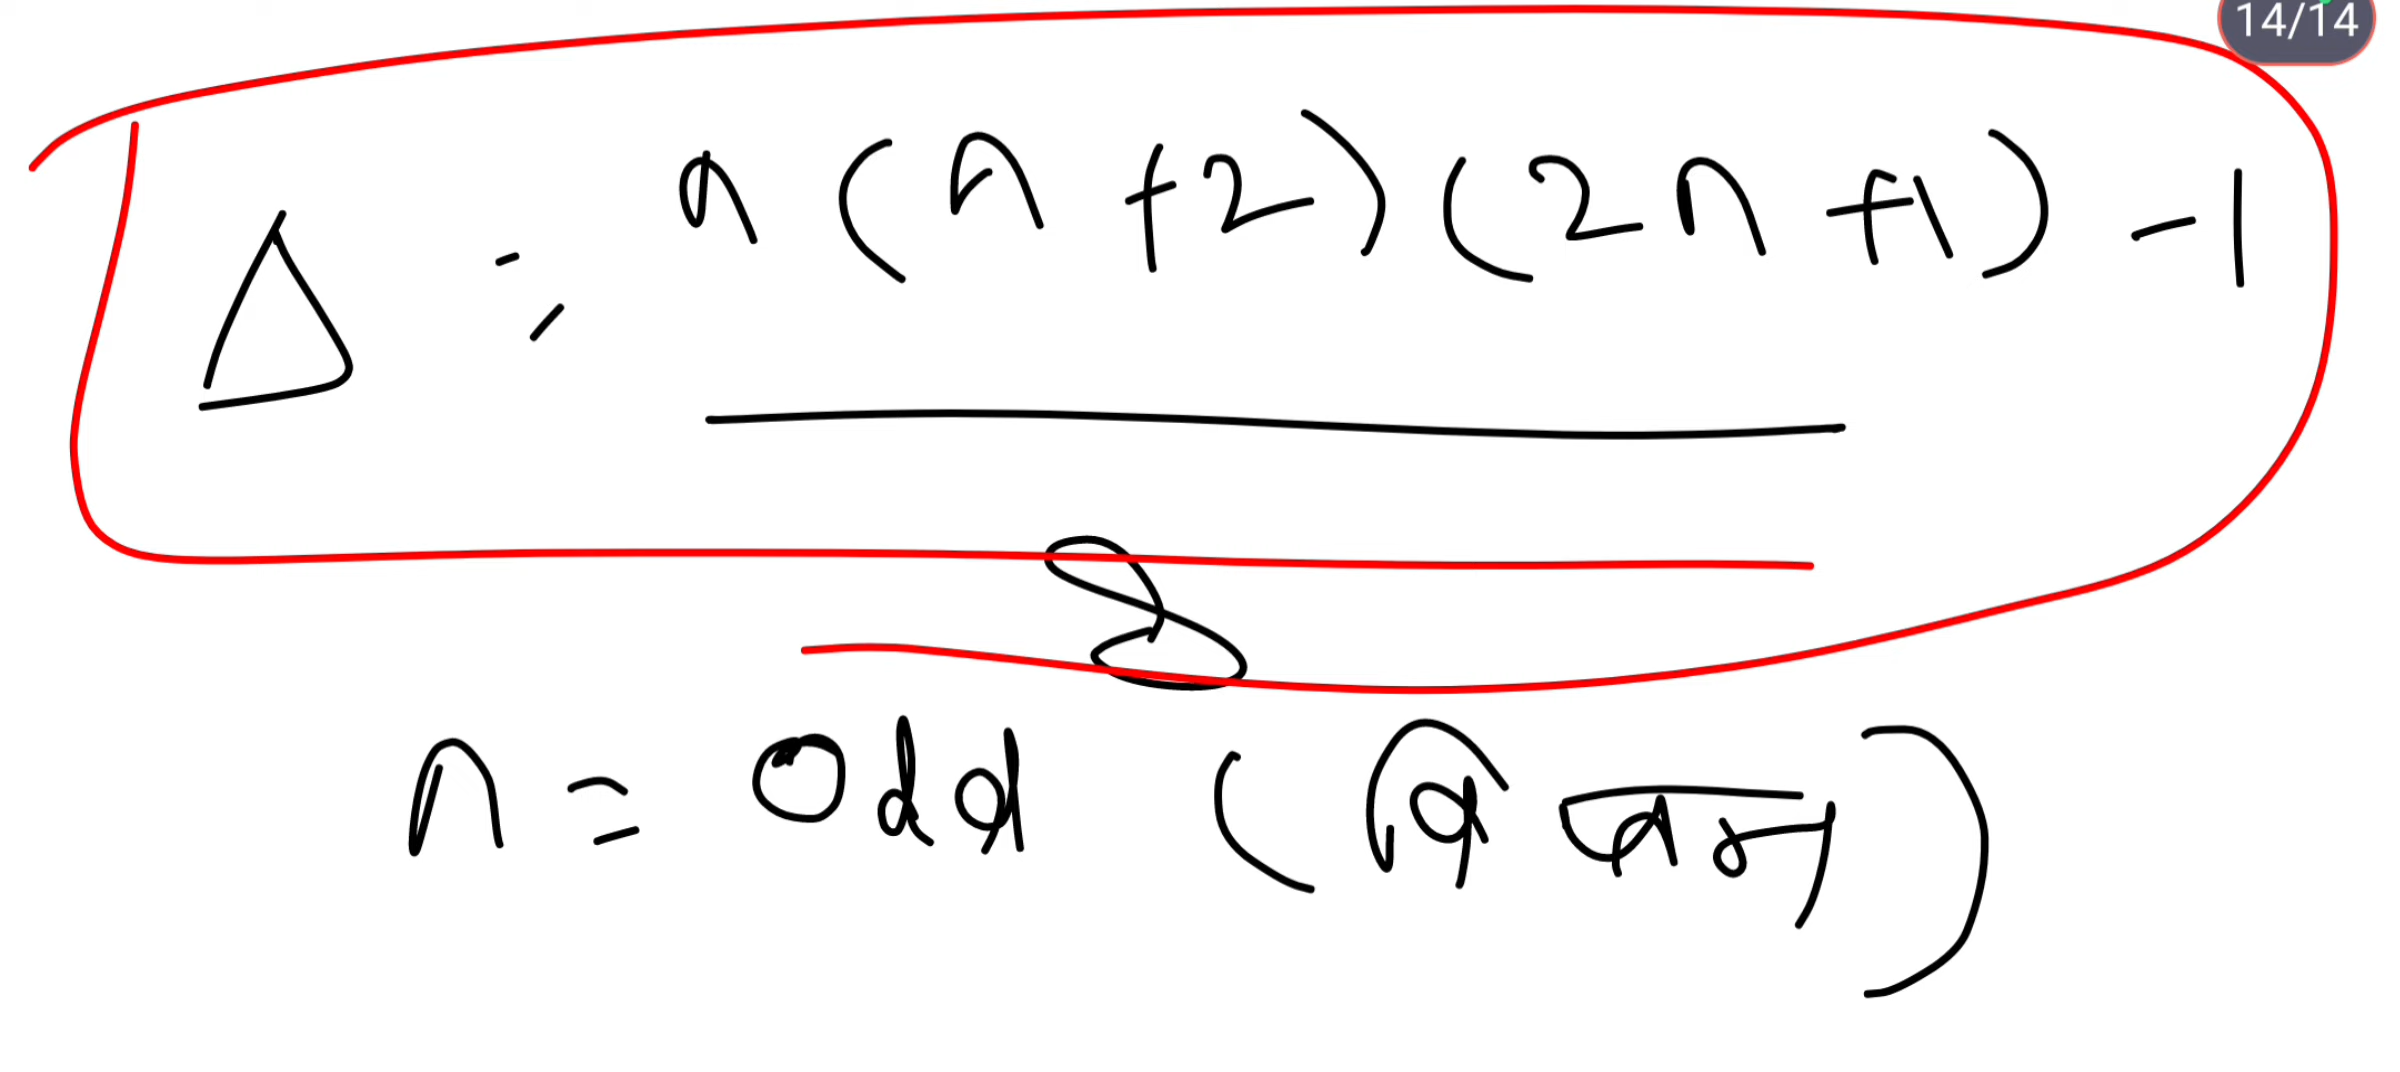 14/14
Δ = n(n+2)(2n+1) - 1
8
n = Odd (বিজোড়)